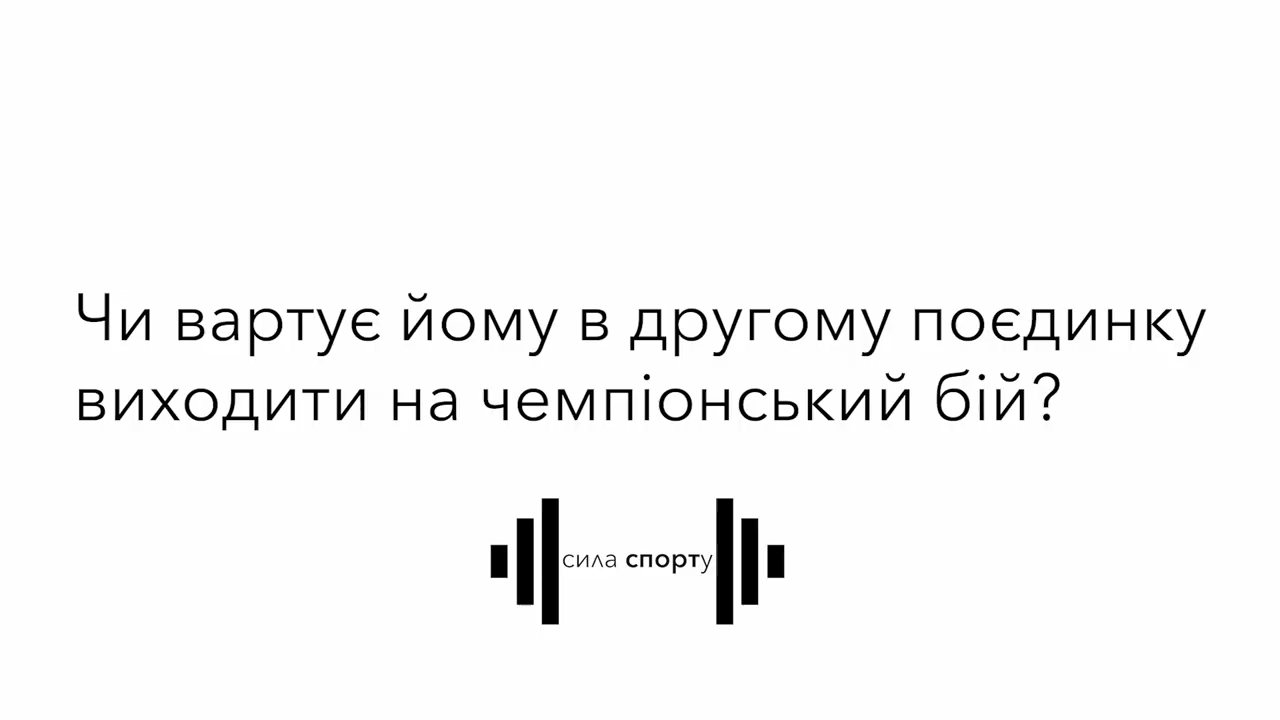 Чи вартує йому в другому поєдинку
виходити на чемпіонський бій?
сила спорту